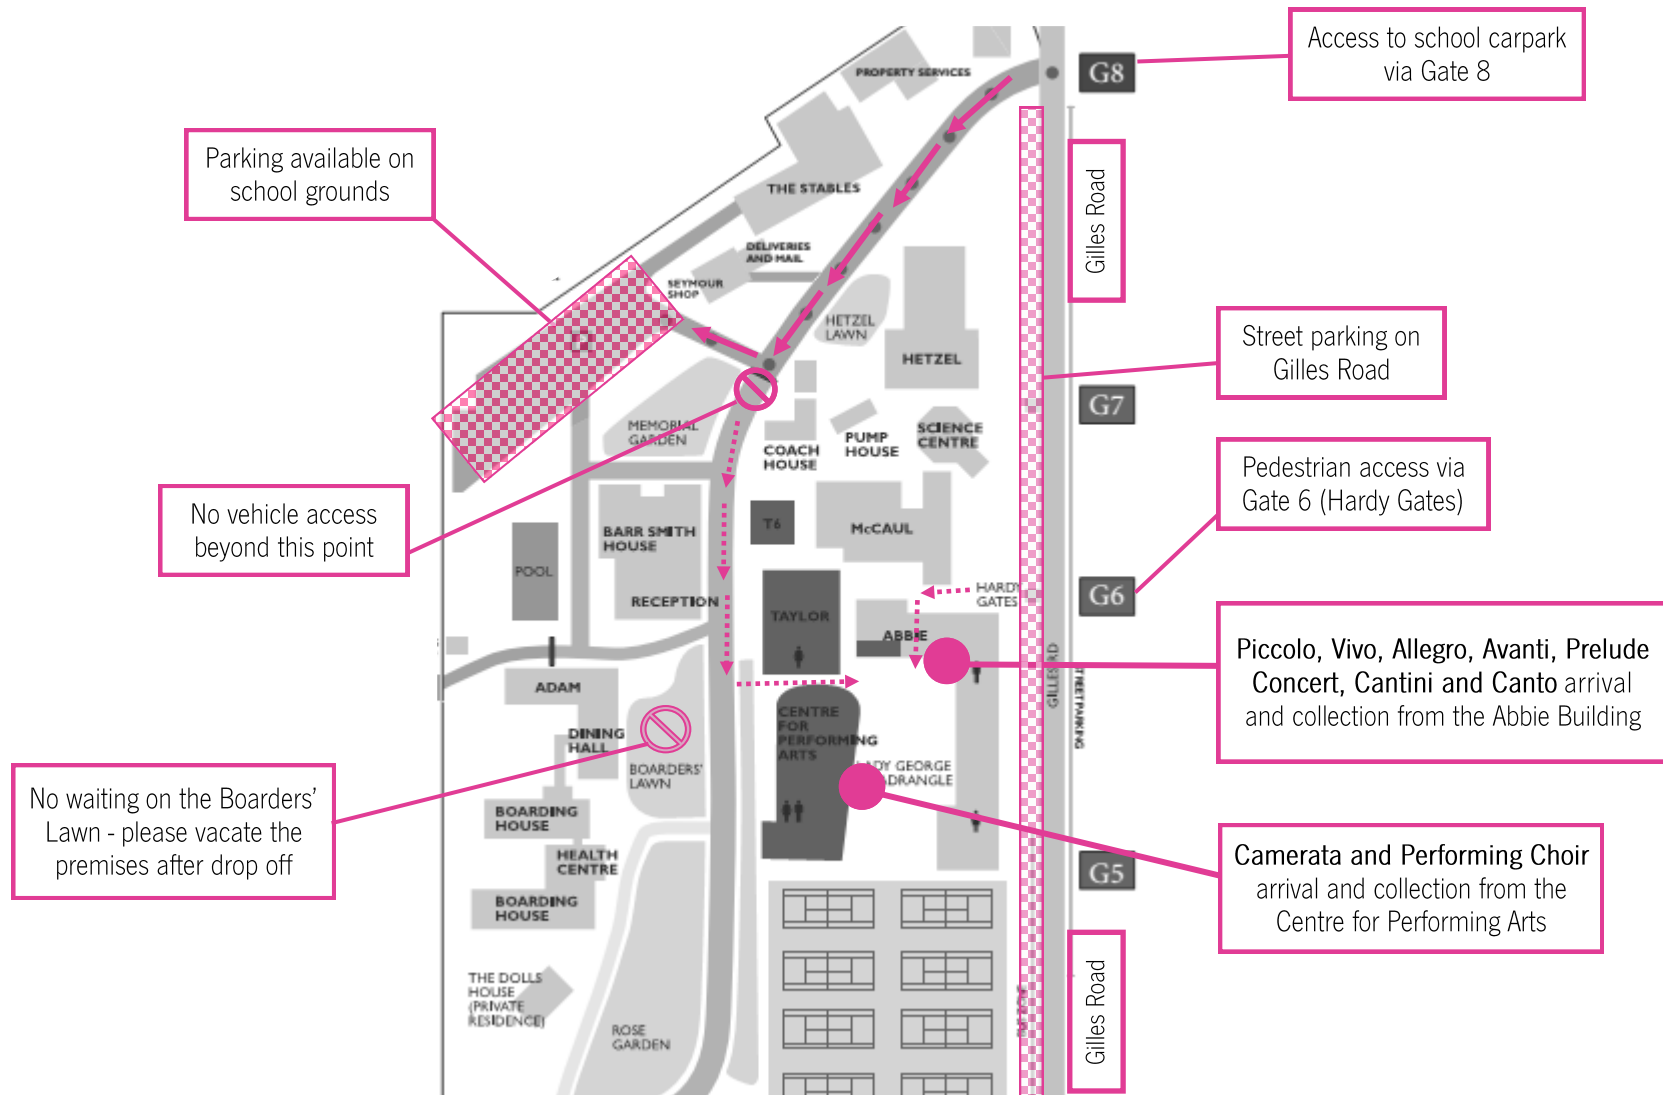 Access to school carpark
via Gate 8
G8
PROPERTY SERVICES
Parking available on
school grounds
THE STABLES
Gilles Road
DELIVERIES
AND MAIL
SEYMOUR
SHOP
HETZEL
LAWN
HETZEL
Street parking on
Gilles Road
G7
MEMORIAL
GARDEN
COACH
HOUSE
PUMP
HOUSE
SCIENCE
CENTRE
Pedestrian access via
Gate 6 (Hardy Gates)
No vehicle access
beyond this point
T6
McCAUL
BARR SMITH
HOUSE
POOL
RECEPTION
HARDY
GATES
G6
TAYLOR
ABBIE
Piccolo, Vivo, Allegro, Avanti, Prelude
Concert, Cantini and Canto arrival
and collection from the Abbie Building
GILLES RD
STREET PARKING
ADAM
DINING
HALL
BOARDERS'
LAWN
CENTRE
FOR
PERFORMING
ARTS
LADY GEORGE
QUADRANGLE
No waiting on the Boarders’
Lawn - please vacate the
premises after drop off
BOARDING
HOUSE
HEALTH
CENTRE
BOARDING
HOUSE
G5
Camerata and Performing Choir
arrival and collection from the
Centre for Performing Arts
THE DOLLS
HOUSE
(PRIVATE
RESIDENCE)
ROSE
GARDEN
Gilles Road